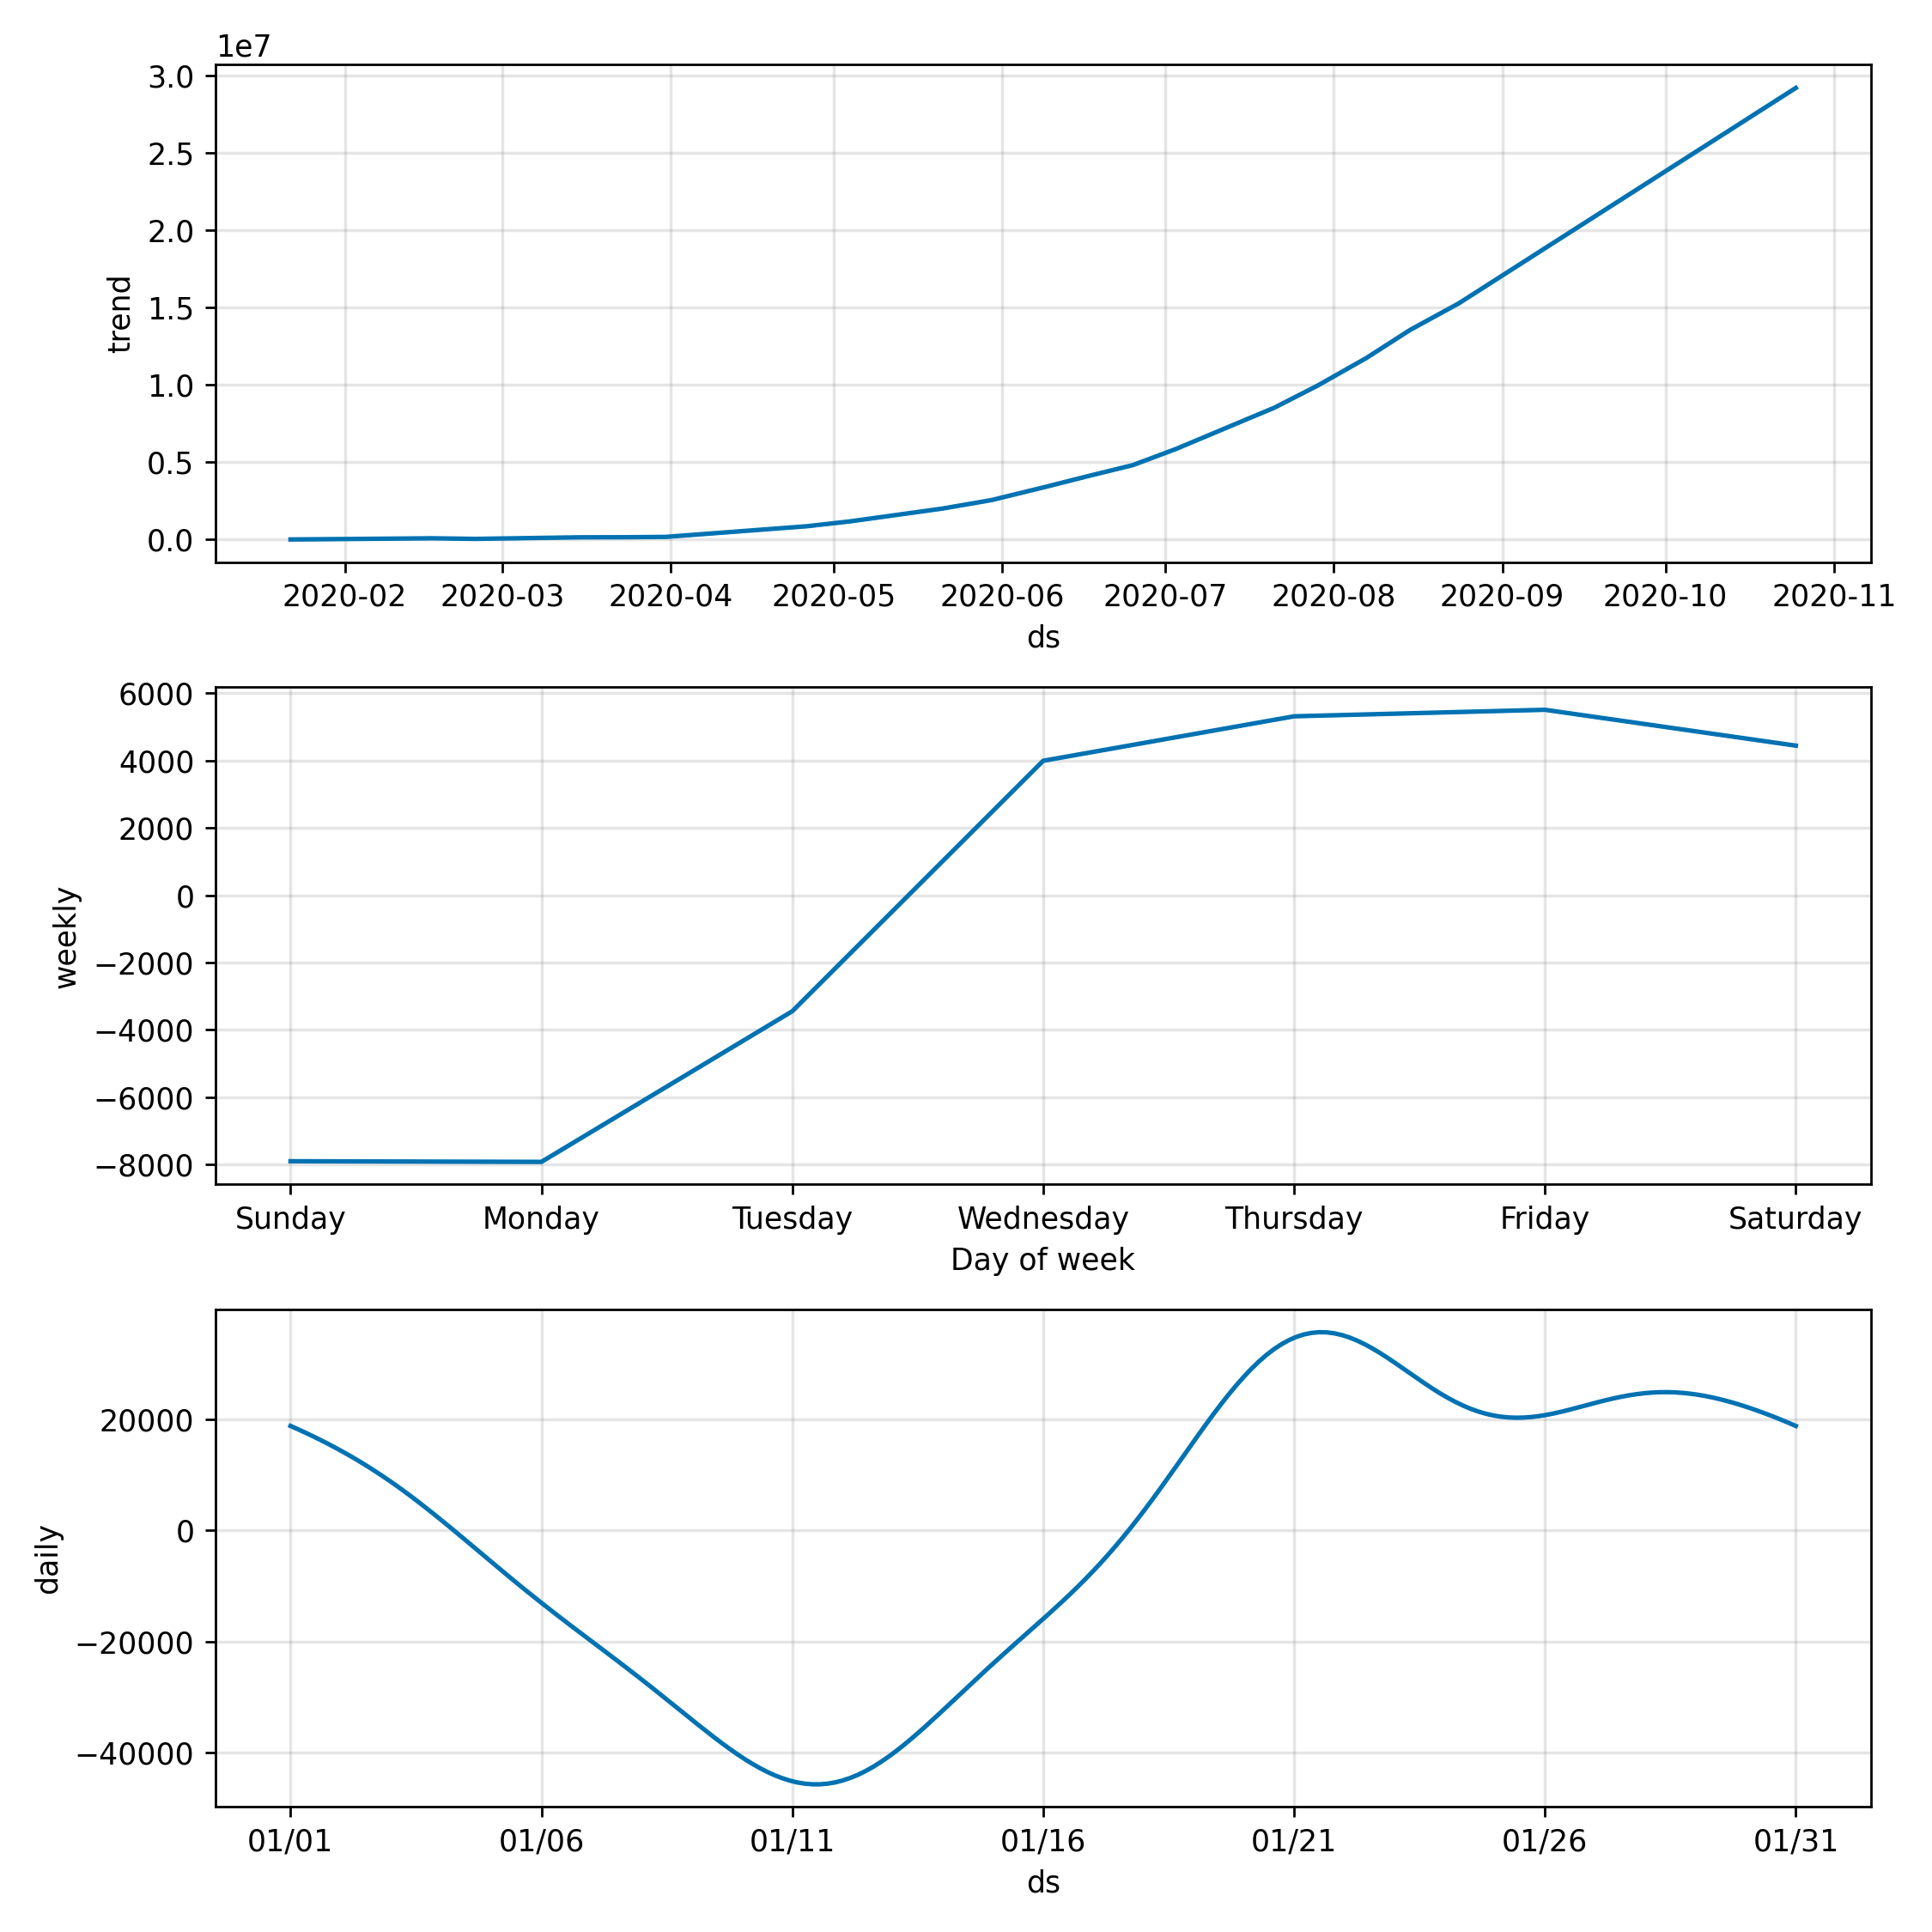 1e7
3.0
2.5
2.0
1.5
1.0
0.5
0.0
trend
2020-02 2020-03 2020-04 2020-05 2020-06 2020-07 2020-08 2020-09 2020-10 2020-11
ds
6000
4000
2000
0
−2000
−4000
−6000
−8000
weekly
Sunday Monday Tuesday Wednesday Thursday Friday Saturday
Day of week
20000
0
−20000
−40000
daily
01/01 01/06 01/11 01/16 01/21 01/26 01/31
ds